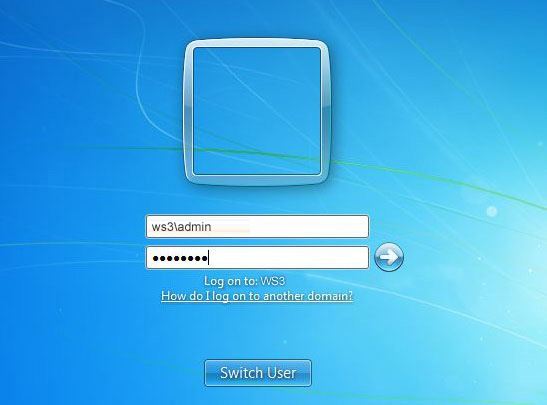 ws3\admin
••••••••
Log on to: WS3
How do I log on to another domain?
Switch User